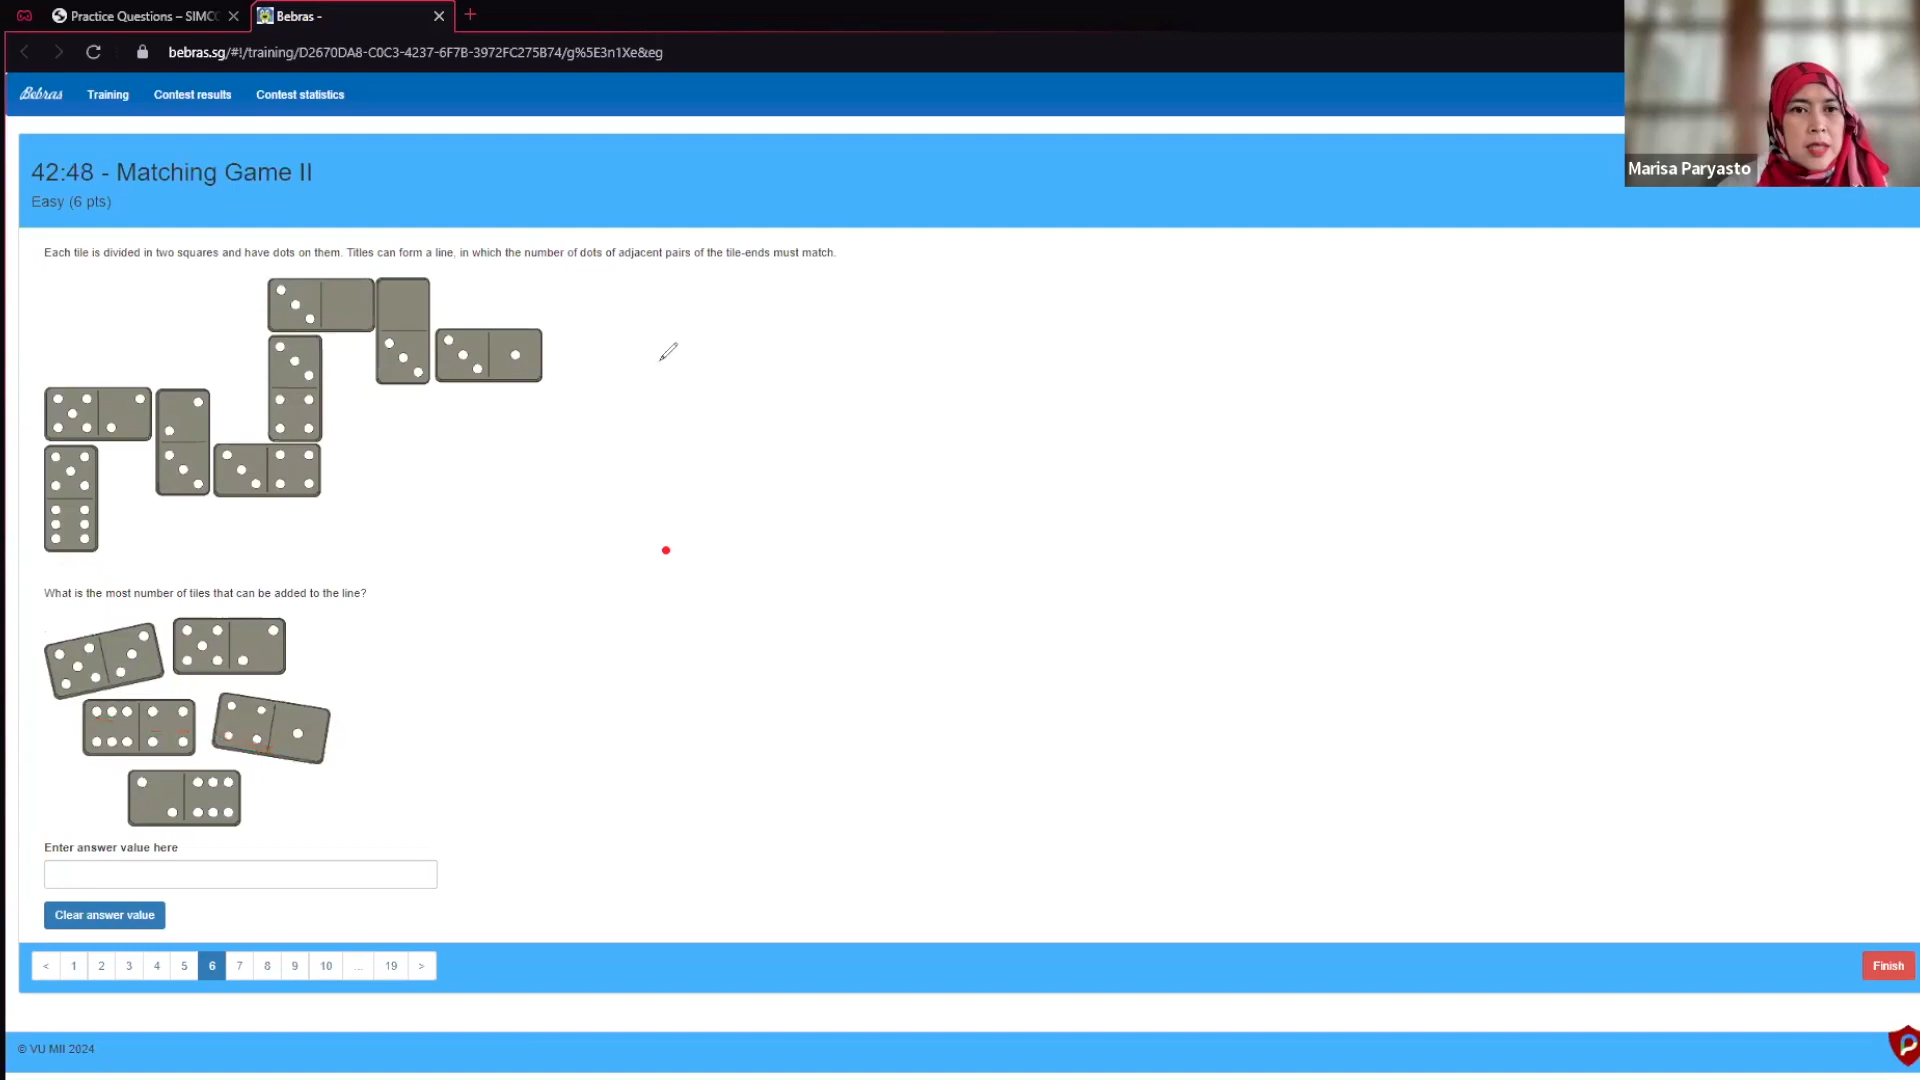 Practice Questions – SIMCC
Bebras -
bebras.sg/#!/training/D2670DA8-C0C3-4237-6F7B-3972FC275B74/g%5E3n1Xe&eg
Bebras Training Contest results Contest statistics
Marisa Paryasto
42:48 - Matching Game II
Easy (6 pts)
Each tile is divided in two squares and have dots on them. Titles can form a line, in which the number of dots of adjacent pairs of the tile-ends must match.
What is the most number of tiles that can be added to the line?
Enter answer value here
Clear answer value
< 1 2 3 4 5 6 7 8 9 10 ... 19 >
Finish
© VU MII 2024